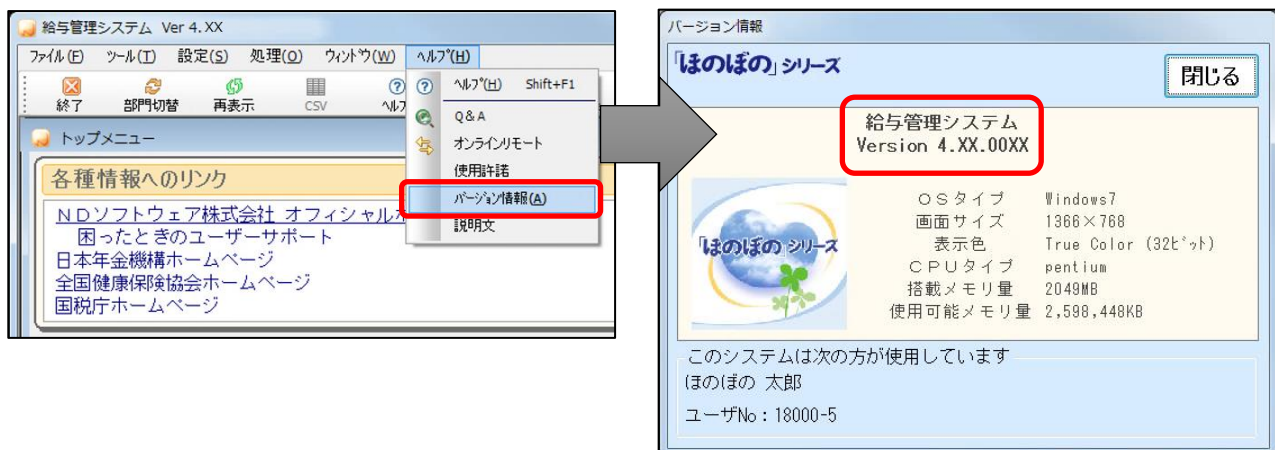 給与管理システム Ver 4.XX
ファイル(F) ツール(T) 設定(S) 処理(O) ウィンドウ(W) ヘルプ(H)
終了 部門切替 再表示 CSV ヘルプ
ヘルプ(H) Shift+F1
Q&A
オンラインリモート
使用許諾
バージョン情報(A)
説明文
トップメニュー
各種情報へのリンク
NDソフトウェア株式会社 オフィシャルホ
困ったときのユーザーサポート
日本年金機構ホームページ
全国健康保険協会ホームページ
国税庁ホームページ
バージョン情報
「ほのぼの」シリーズ
閉じる
給与管理システム
Version 4.XX.00XX
「ほのぼの」シリーズ
OSタイプ Windows7
画面サイズ 1366×768
表示色 True Color (32ビット)
CPUタイプ pentium
搭載メモリ量 2049MB
使用可能メモリ量 2,598,448KB
このシステムは次の方が使用しています
ほのぼの 太郎
ユーザNo:18000-5